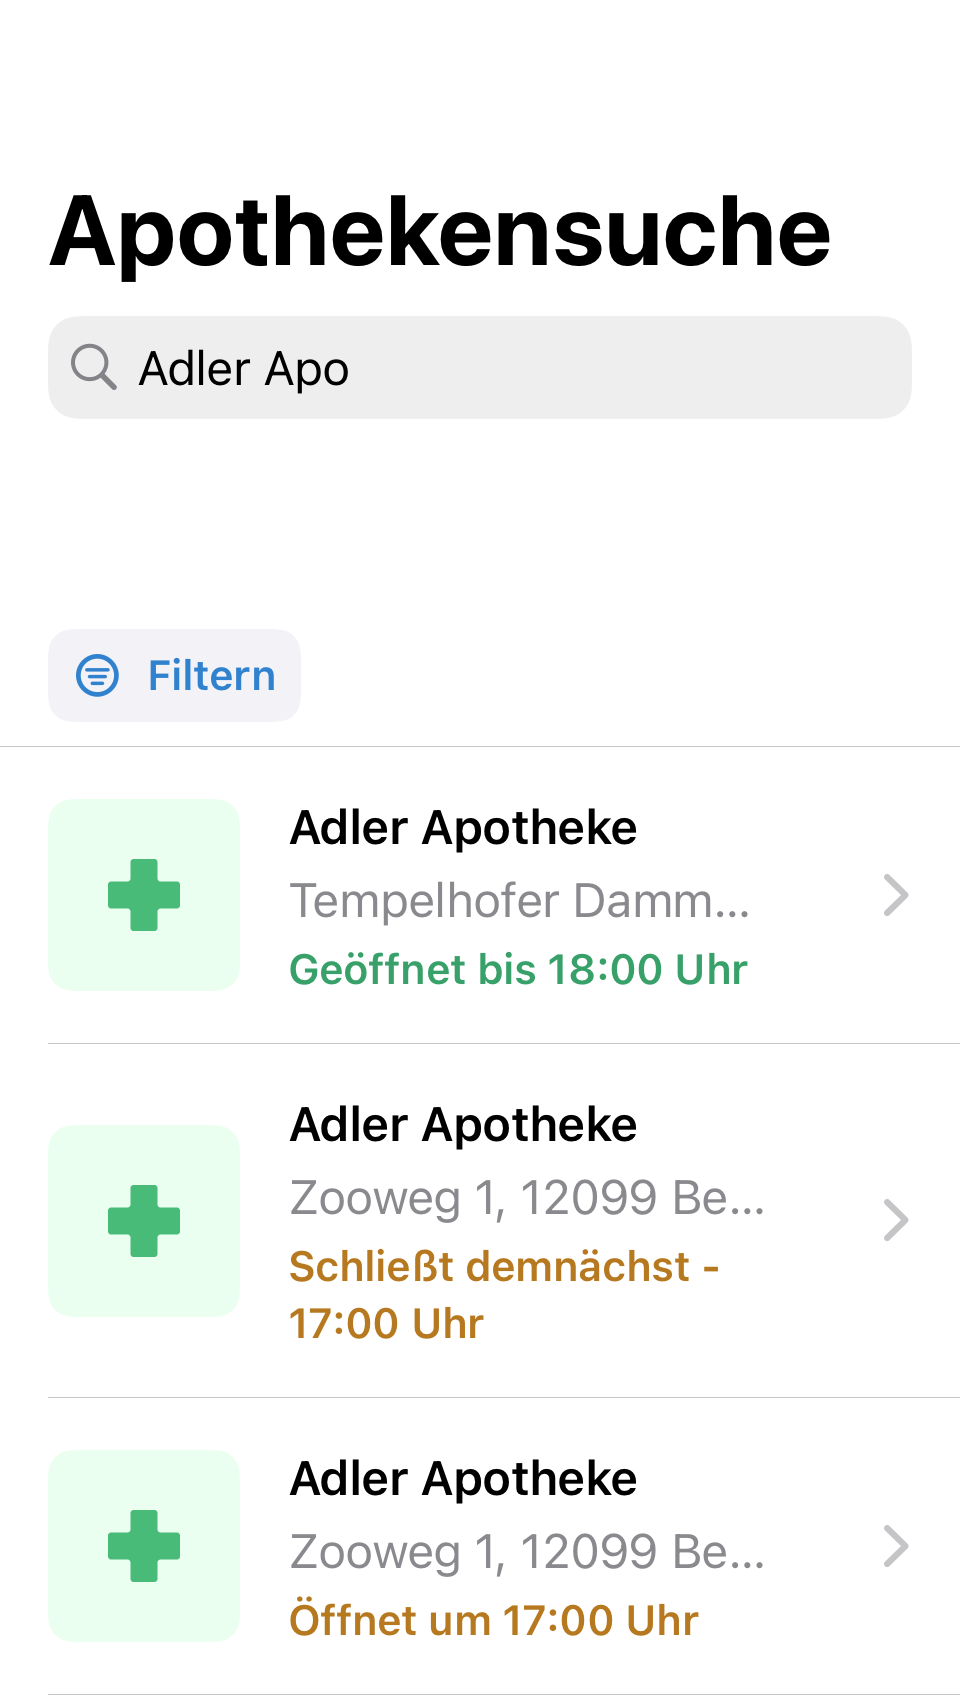 Apothekensuche
Adler Apo
Filtern
Adler Apotheke
Tempelhofer Damm...
Geöffnet bis 18:00 Uhr
Adler Apotheke
Zooweg 1, 12099 Be...
Schließt demnächst -
17:00 Uhr
Adler Apotheke
Zooweg 1, 12099 Be...
Öffnet um 17:00 Uhr